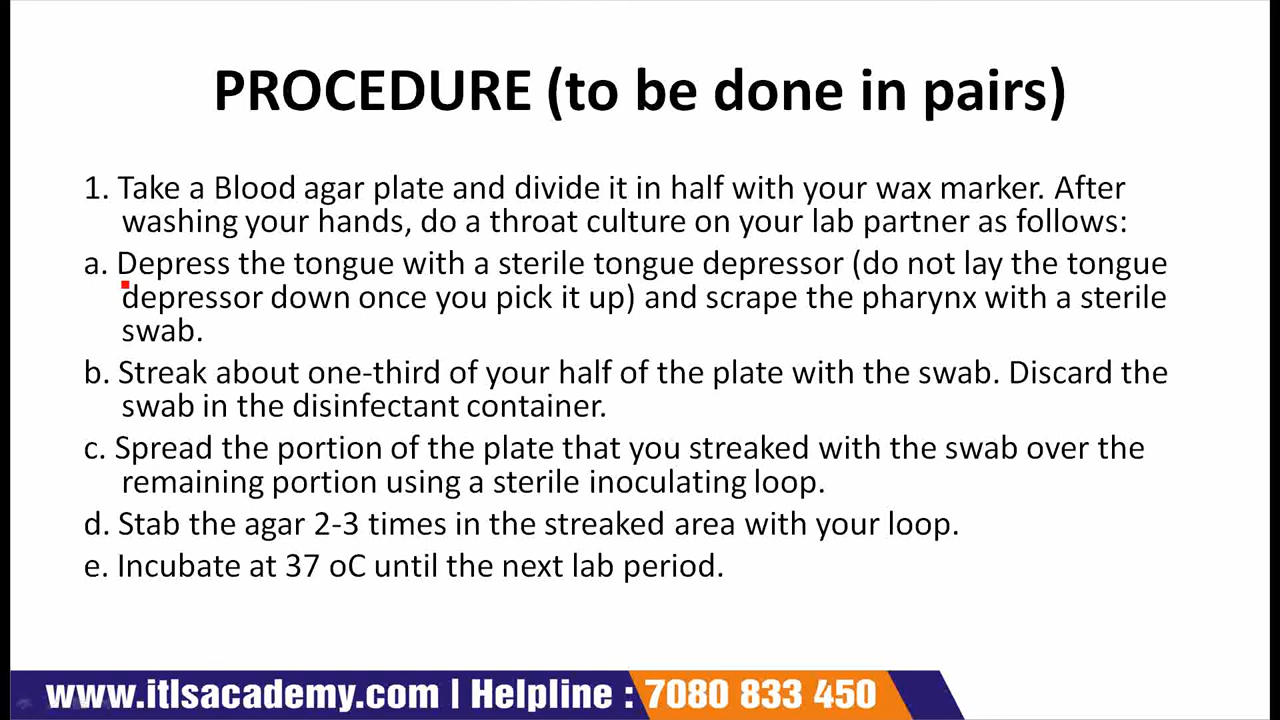 PROCEDURE (to be done in pairs)
1. Take a Blood agar plate and divide it in half with your wax marker. After
washing your hands, do a throat culture on your lab partner as follows:
a. Depress the tongue with a sterile tongue depressor (do not lay the tongue
depressor down once you pick it up) and scrape the pharynx with a sterile
swab.
b. Streak about one-third of your half of the plate with the swab. Discard the
swab in the disinfectant container.
c. Spread the portion of the plate that you streaked with the swab over the
remaining portion using a sterile inoculating loop.
d. Stab the agar 2-3 times in the streaked area with your loop.
e. Incubate at 37 oC until the next lab period.
www.itlsacademy.com | Helpline : 7080 833 450